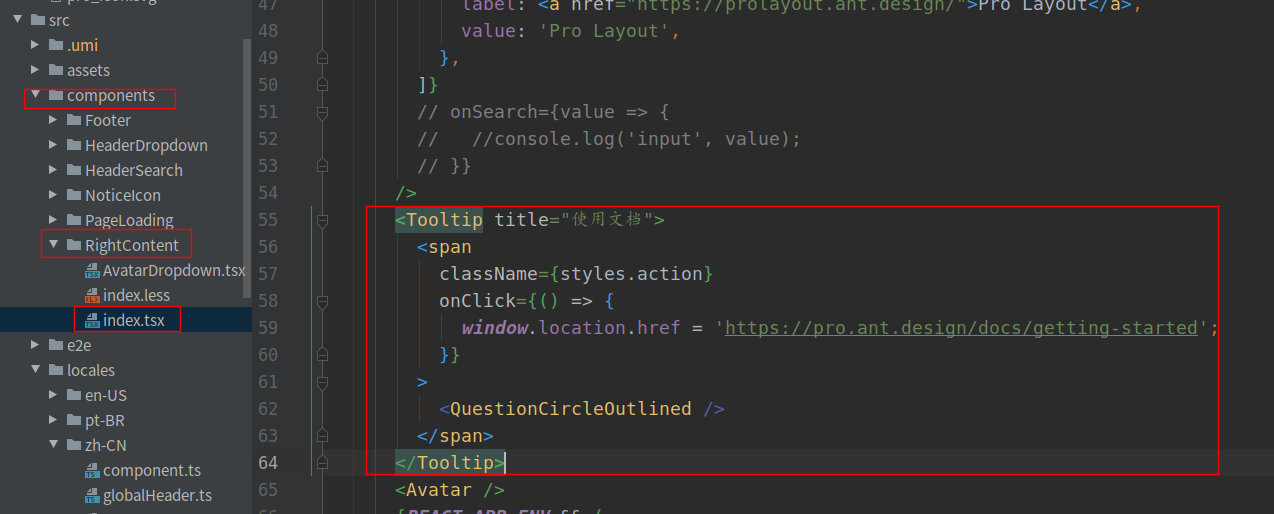 src
.umi
assets
components
Footer
HeaderDropdown
HeaderSearch
NoticeIcon
PageLoading
RightContent
AvatarDropdown.tsx
index.less
index.tsx
e2e
locales
en-US
pt-BR
zh-CN
component.ts
globalHeader.ts
47 label: <a href="https://prolayout.ant.design/">Pro Layout</a>,
48 value: 'Pro Layout',
49 },
50 ]}
51 // onSearch={value => {
52 // //console.log('input', value);
53 // }}
54 />
55 <Tooltip title="使用文档">
56 <span
57 className={styles.action}
58 onClick={() => {
59 window.location.href = 'https://pro.ant.design/docs/getting-started';
60 }}
61 >
62 <QuestionCircleOutlined />
63 </span>
64 </Tooltip>
65 <Avatar />